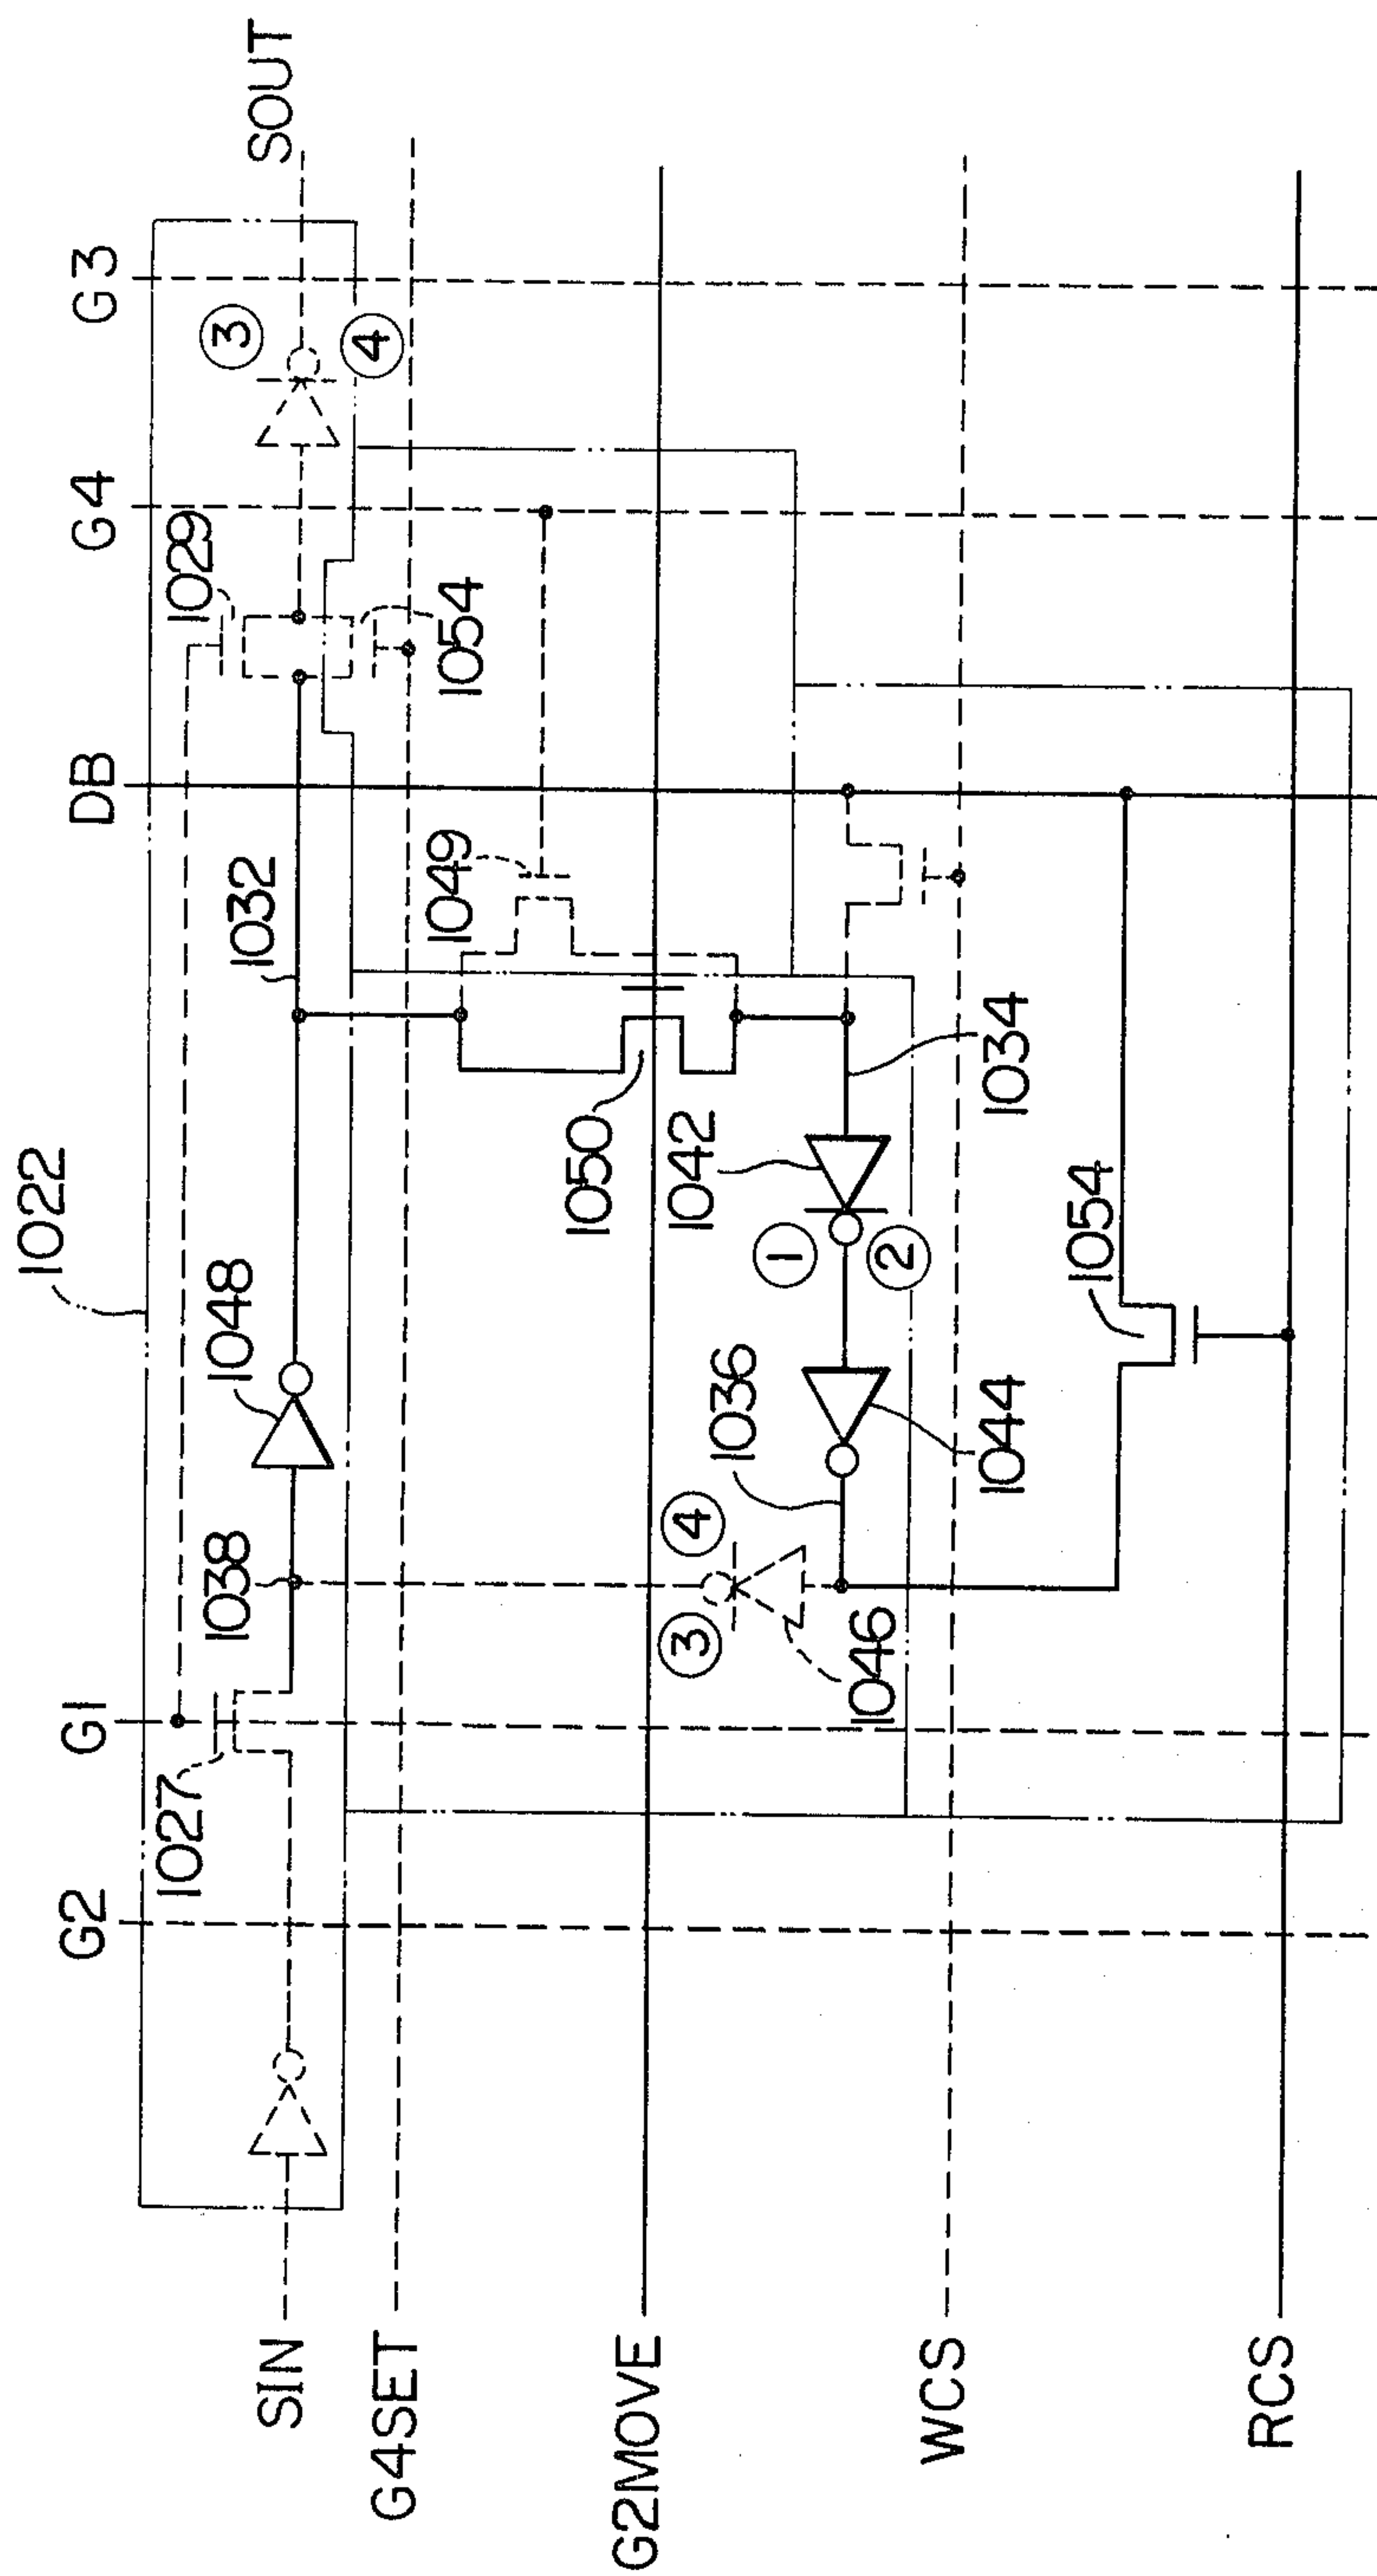 1022
G2
G1
DB
G4
G3
1027
1038
1048
1032
1029
③
SIN
SOUT
④
G4SET
1054
1049
G2MOVE
1050
③
④
1042
1036
①
②
1046
1034
WCS
1044
1054
RCS